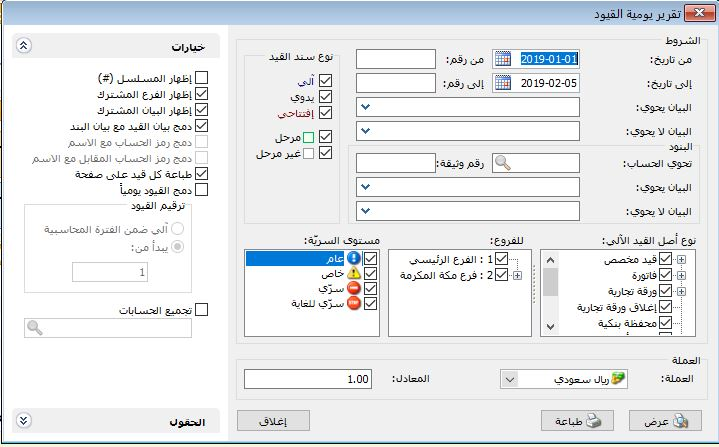 تقرير يومية القيود
الشروط
من تاريخ: 2019-01-01 من رقم:
إلى تاريخ: 2019-02-05 إلى رقم:
البيان يحوي:
البيان لا يحوي:
البنود
تحوي الحساب: رقم وثيقة:
البيان يحوي:
البيان لا يحوي:
نوع سند القيد
آلي
يدوي
إفتتاحي
مرحل
غير مرحل
نوع أصل القيد الآلي:
قيد مخصص
فاتورة
ورقة تجارية
إغلاق ورقة تجارية
محفظة بنكية
للفروع:
1 : الفرع الرئيسي
2 : فرع مكة المكرمة
مستوى السريّة:
عام
خاص
سرّي
سرّي للغاية
العملة
العملة: ريال سعودي المعادل: 1.00
عرض طباعة إغلاق
خيارات
إظهار المسلسل (#)
إظهار الفرع المشترك
إظهار البيان المشترك
دمج بيان القيد مع بيان البند
دمج رمز الحساب مع الاسم
دمج رمز الحساب المقابل مع الاسم
طباعة كل قيد على صفحة
دمج القيود يومياً
ترقيم القيود
آلي ضمن الفترة المحاسبية
يبدأ من:
1
تجميع الحسابات
الحقول